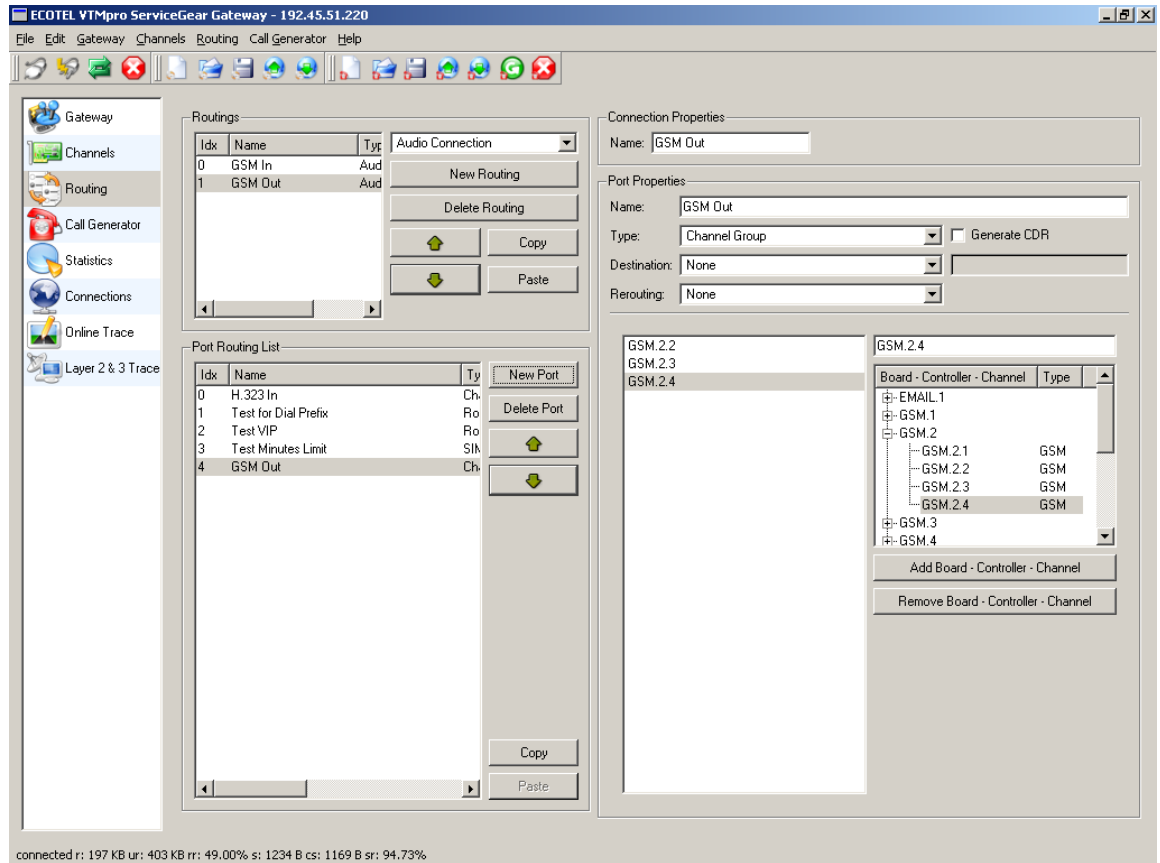 ECOTEL VTMpro ServiceGear Gateway - 192.45.51.220
File Edit Gateway Channels Routing Call Generator Help
Gateway
Channels
Routing
Call Generator
Statistics
Connections
Online Trace
Layer 2 & 3 Trace
Routings
Idx Name Typ
0 GSM In Aud
1 GSM Out Aud
Audio Connection
New Routing
Delete Routing
Copy
Paste
Port Routing List
Idx Name Ty
0 H.323 In Ch
1 Test for Dial Prefix Ro
2 Test VIP Ro
3 Test Minutes Limit SIM
4 GSM Out Ch
New Port
Delete Port
Copy
Paste
Connection Properties
Name: GSM Out
Port Properties
Name: GSM Out
Type: Channel Group Generate CDR
Destination: None
Rerouting: None
GSM.2.2
GSM.2.3
GSM.2.4
GSM.2.4
Board - Controller - Channel Type
EMAIL.1
GSM.1
GSM.2
GSM.2.1 GSM
GSM.2.2 GSM
GSM.2.3 GSM
GSM.2.4 GSM
GSM.3
GSM.4
Add Board - Controller - Channel
Remove Board - Controller - Channel
connected r: 197 KB ur: 403 KB rr: 49.00% s: 1234 B cs: 1169 B sr: 94.73%